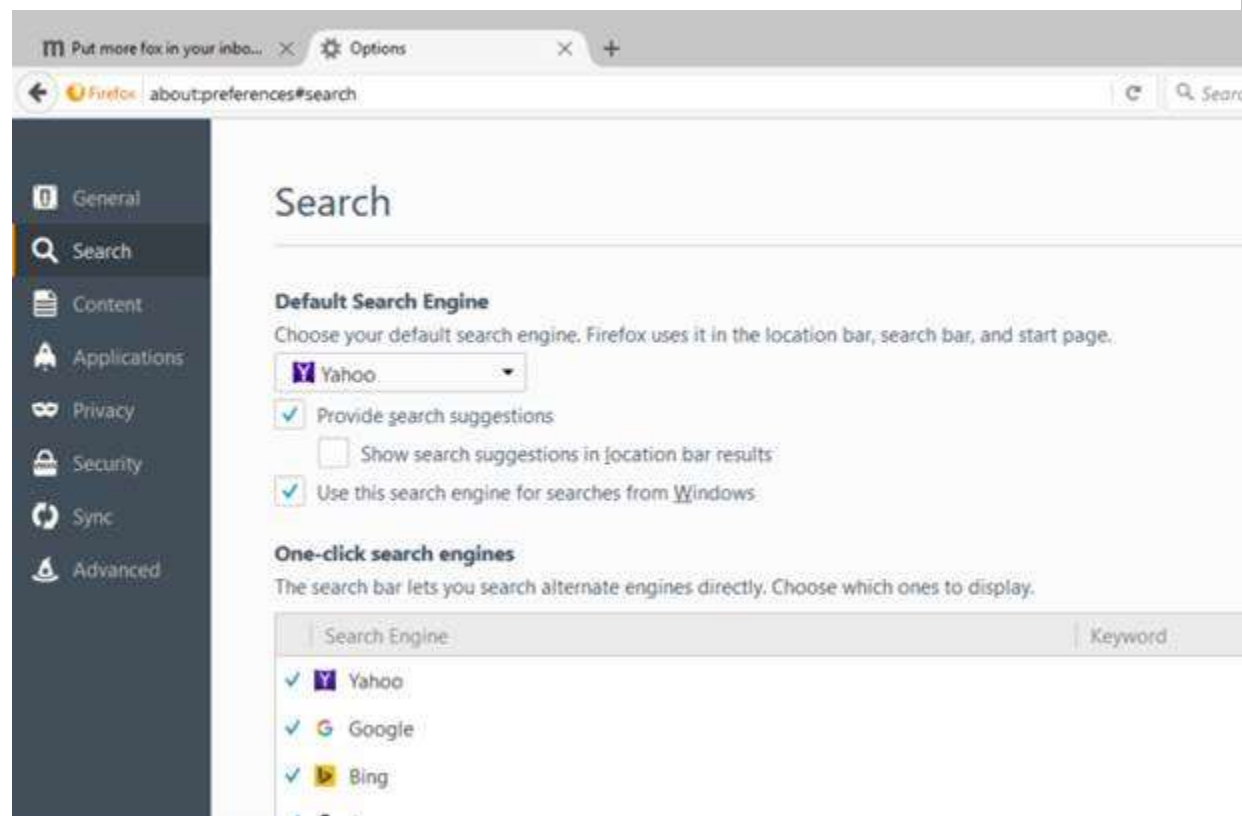 Put more fox in your inbo...
Options
Firefox about:preferences#search
Sear
General
Search
Content
Applications
Privacy
Security
Sync
Advanced
Search
Default Search Engine
Choose your default search engine. Firefox uses it in the location bar, search bar, and start page.
Yahoo
Provide search suggestions
Show search suggestions in location bar results
Use this search engine for searches from Windows
One-click search engines
The search bar lets you search alternate engines directly. Choose which ones to display.
Search Engine Keyword
Yahoo
Google
Bing